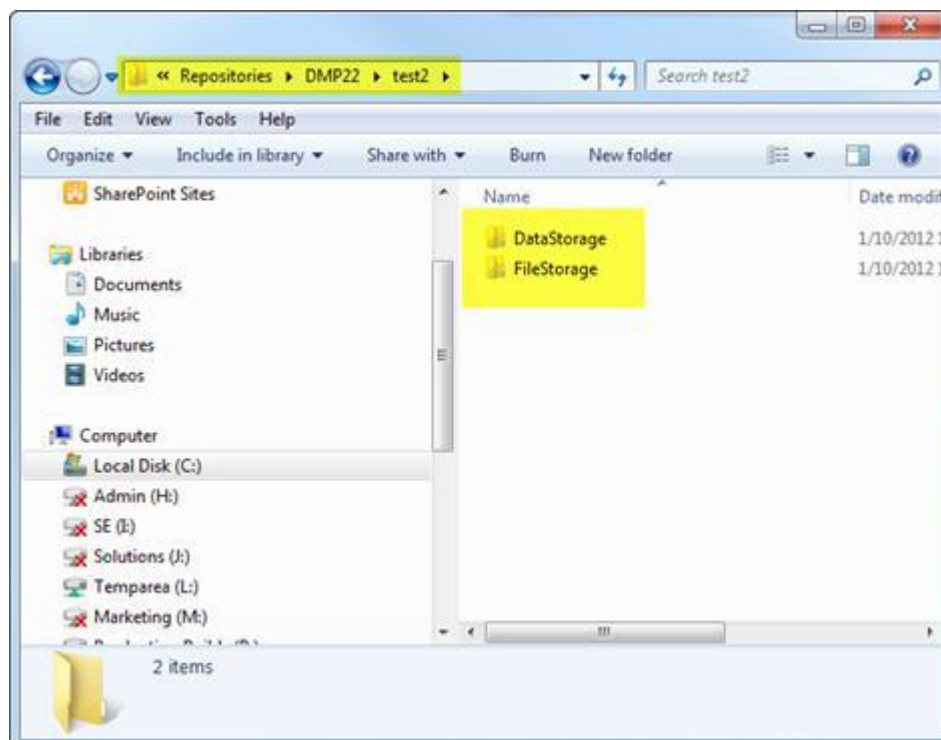 « Repositories ▸ DMP22 ▸ test2 ▸
Search test2
File Edit View Tools Help
Organize Include in library Share with Burn New folder
SharePoint Sites
Libraries
Documents
Music
Pictures
Videos
Computer
Local Disk (C:)
Admin (H:)
SE (I:)
Solutions (J:)
Temparea (L:)
Marketing (M:)
Name Date modif
DataStorage 1/10/2012 1
FileStorage 1/10/2012 1
2 items